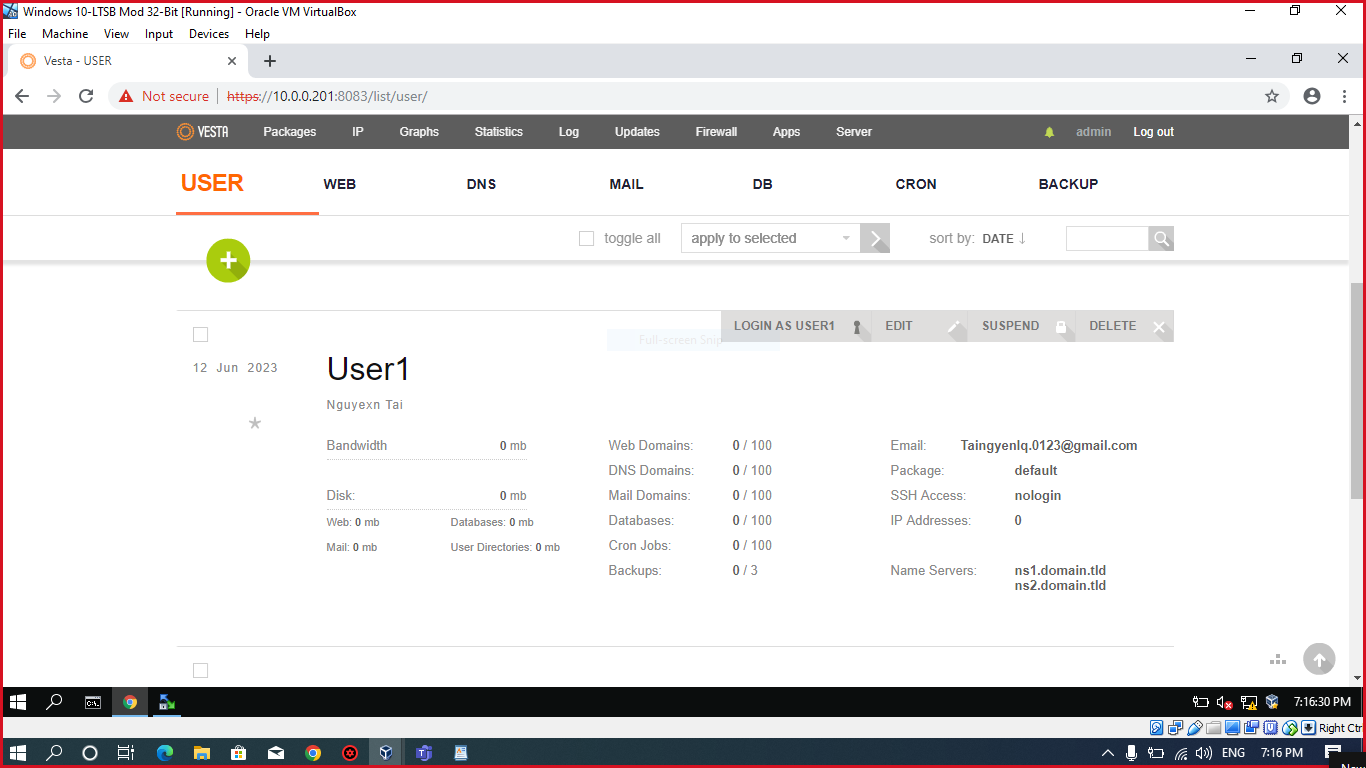 Windows 10-LTSB Mod 32-Bit [Running] - Oracle VM VirtualBox
File Machine View Input Devices Help
Vesta - USER
Not secure https://10.0.0.201:8083/list/user/
VESTA Packages IP Graphs Statistics Log Updates Firewall Apps Server admin Log out
USER WEB DNS MAIL DB CRON BACKUP
toggle all apply to selected sort by: DATE ↓
LOGIN AS USER1 EDIT SUSPEND DELETE
Full-screen Snip
12 Jun 2023 User1
Nguyexn Tai
Bandwidth 0 mb Web Domains: 0 / 100 Email: Taingyenlq.0123@gmail.com
DNS Domains: 0 / 100 Package: default
Disk: 0 mb Mail Domains: 0 / 100 SSH Access: nologin
Web: 0 mb Databases: 0 mb Databases: 0 / 100 IP Addresses: 0
Mail: 0 mb User Directories: 0 mb Cron Jobs: 0 / 100
Backups: 0 / 3 Name Servers: ns1.domain.tld
ns2.domain.tld
7:16:30 PM
Right Ctrl
ENG 7:16 PM